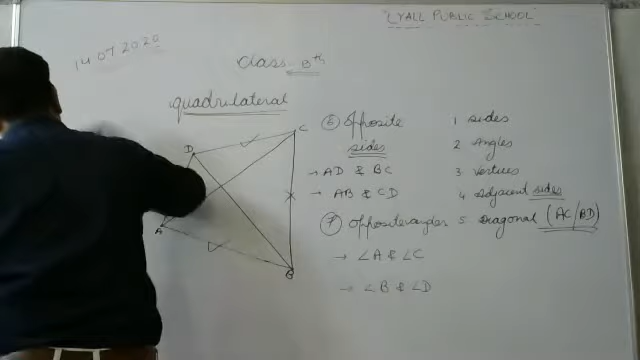 "LYALL PUBLIC SCHOOL"
14 07 2020
Class 8th
quadrilateral
D
C
A
B
⑥ Opposite
sides
→ AD & BC
→ AB & CD
⑦ Opposite angles
→ ∠A & ∠C
→ ∠B & ∠D
1 sides
2 Angles
3 Vertices
4 Adjacent sides
5 Diagonal (AC/BD)